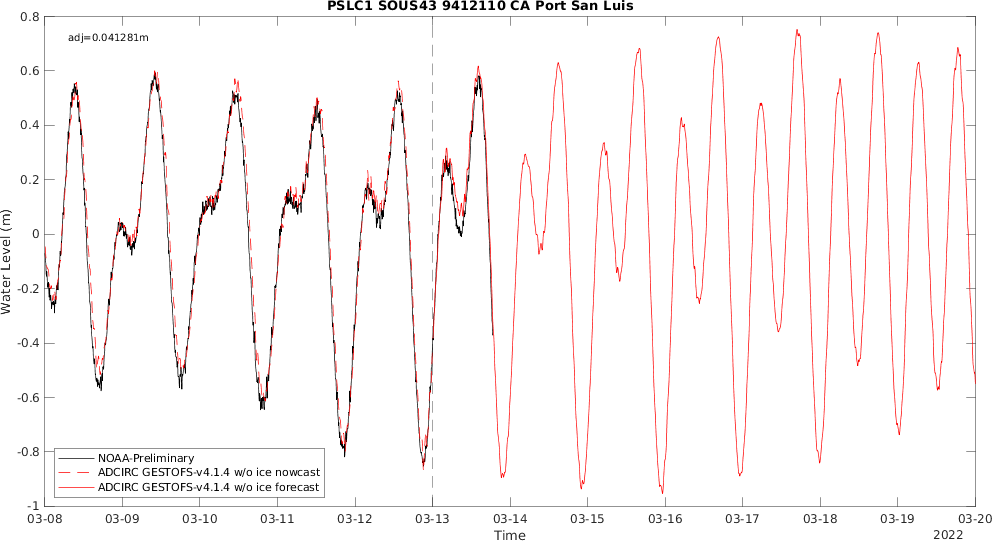 PSLC1 SOUS43 9412110 CA Port San Luis
adj=0.041281m
0.8
0.6
0.4
0.2
0
-0.2
-0.4
-0.6
-0.8
-1
Water Level (m)
NOAA-Preliminary
ADCIRC GESTOFS-v4.1.4 w/o ice nowcast
ADCIRC GESTOFS-v4.1.4 w/o ice forecast
03-08 03-09 03-10 03-11 03-12 03-13 03-14 03-15 03-16 03-17 03-18 03-19 03-20
Time
2022